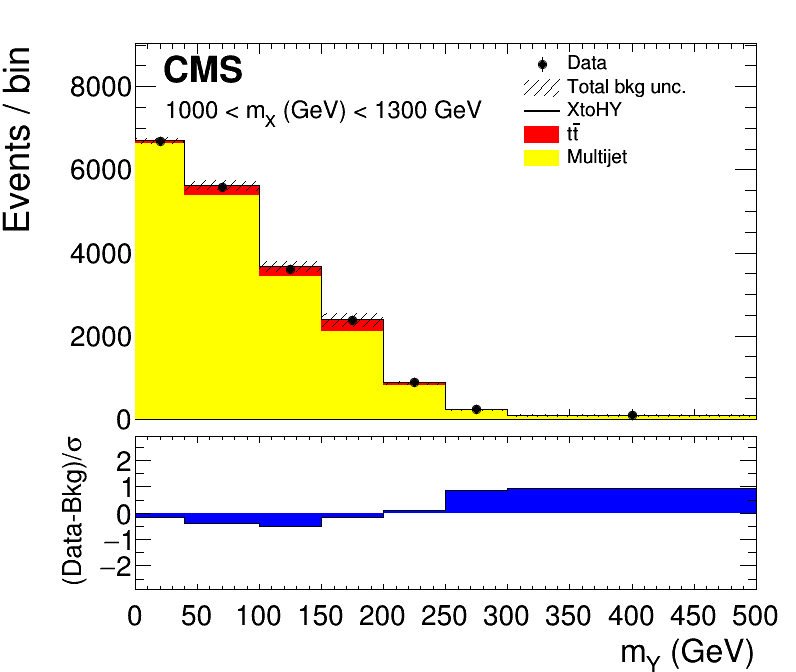 CMS
1000 < mX (GeV) < 1300 GeV
Data
Total bkg unc.
XtoHY
tt̅
Multijet
Events / bin
8000
6000
4000
2000
0
(Data-Bkg)/σ
2
1
0
−1
−2
0 50 100 150 200 250 300 350 400 450 500
mY (GeV)